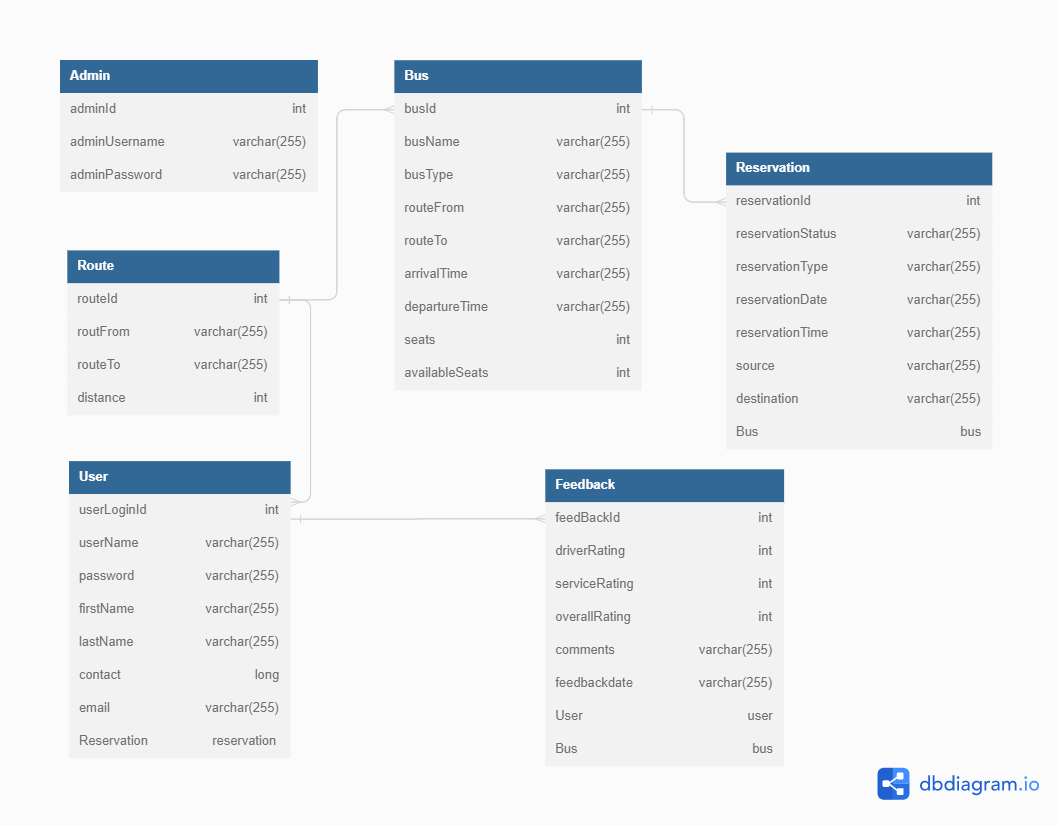 Admin
adminId int
adminUsername varchar(255)
adminPassword varchar(255)
Bus
busId int
busName varchar(255)
busType varchar(255)
routeFrom varchar(255)
routeTo varchar(255)
arrivalTime varchar(255)
departureTime varchar(255)
seats int
availableSeats int
Reservation
reservationId int
reservationStatus varchar(255)
reservationType varchar(255)
reservationDate varchar(255)
reservationTime varchar(255)
source varchar(255)
destination varchar(255)
Bus bus
Route
routeId int
routFrom varchar(255)
routeTo varchar(255)
distance int
User
userLoginId int
userName varchar(255)
password varchar(255)
firstName varchar(255)
lastName varchar(255)
contact long
email varchar(255)
Reservation reservation
Feedback
feedBackId int
driverRating int
serviceRating int
overallRating int
comments varchar(255)
feedbackdate varchar(255)
User user
Bus bus
dbdiagram.io